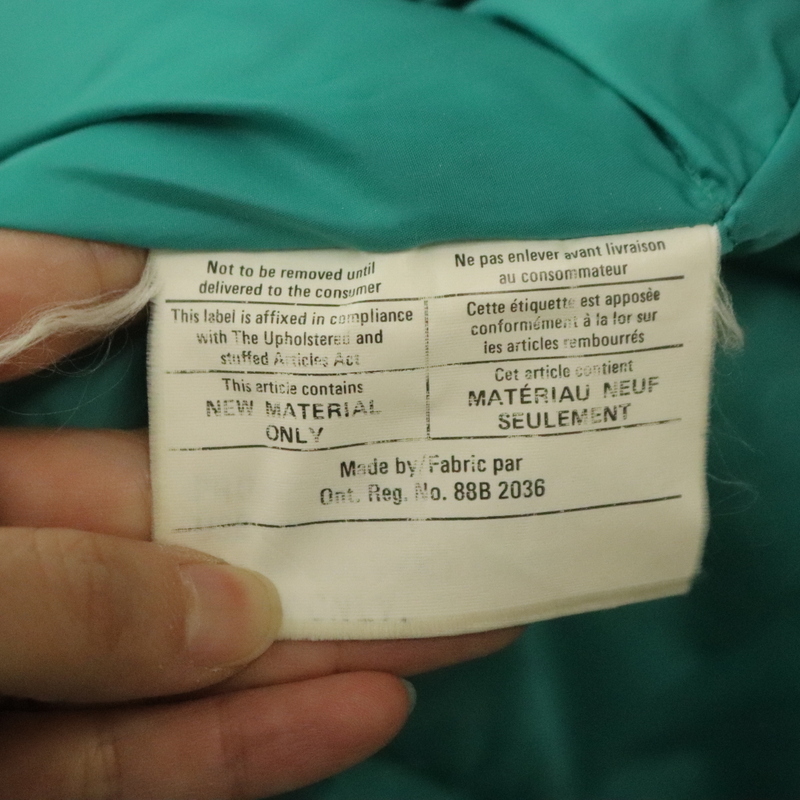 Not to be removed until
delivered to the consumer
Ne pas enlever avant livraison
au consommateur
This label is affixed in compliance
with The Upholstered and
stuffed Articles Act
Cette étiquette est apposée
conformément à la lor sur
les articles rembourrés
This article contains
NEW MATERIAL
ONLY
Cet article contient
MATÉRIAU NEUF
SEULEMENT
Made by/Fabric par
Ont. Reg. No. 88B 2036